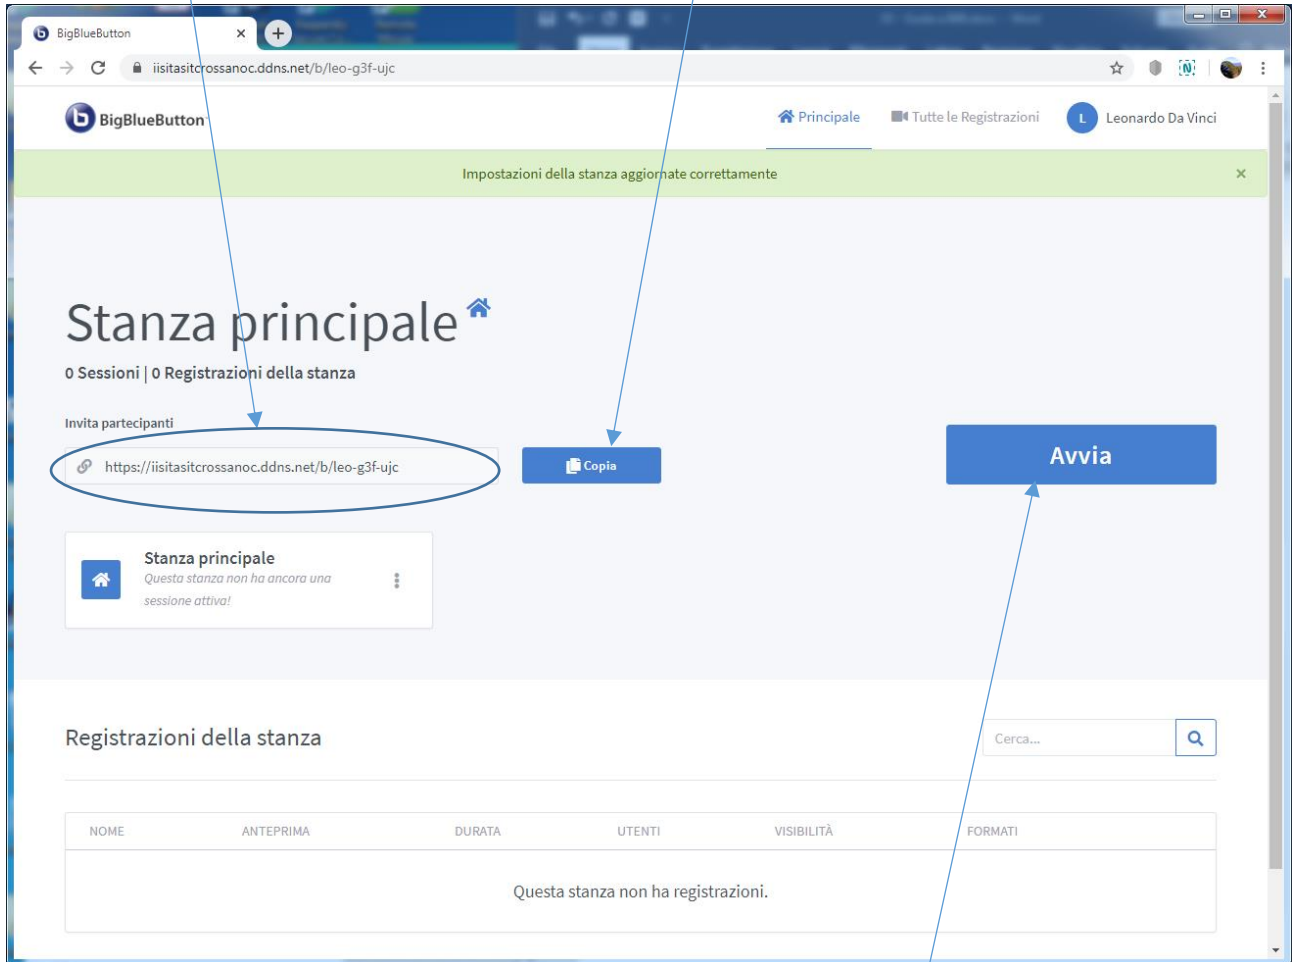 BigBlueButton
iisitasitcrossanoc.ddns.net/b/leo-g3f-ujc
b BigBlueButton
Principale
Tutte le Registrazioni
L
Leonardo Da Vinci
Impostazioni della stanza aggiornate correttamente
Stanza principale
0 Sessioni | 0 Registrazioni della stanza
Invita partecipanti
https://iisitasitcrossanoc.ddns.net/b/leo-g3f-ujc
Copia
Avvia
Stanza principale
Questa stanza non ha ancora una
sessione attiva!
Registrazioni della stanza
Cerca...
NOME ANTEPRIMA DURATA UTENTI VISIBILITÀ FORMATI
Questa stanza non ha registrazioni.